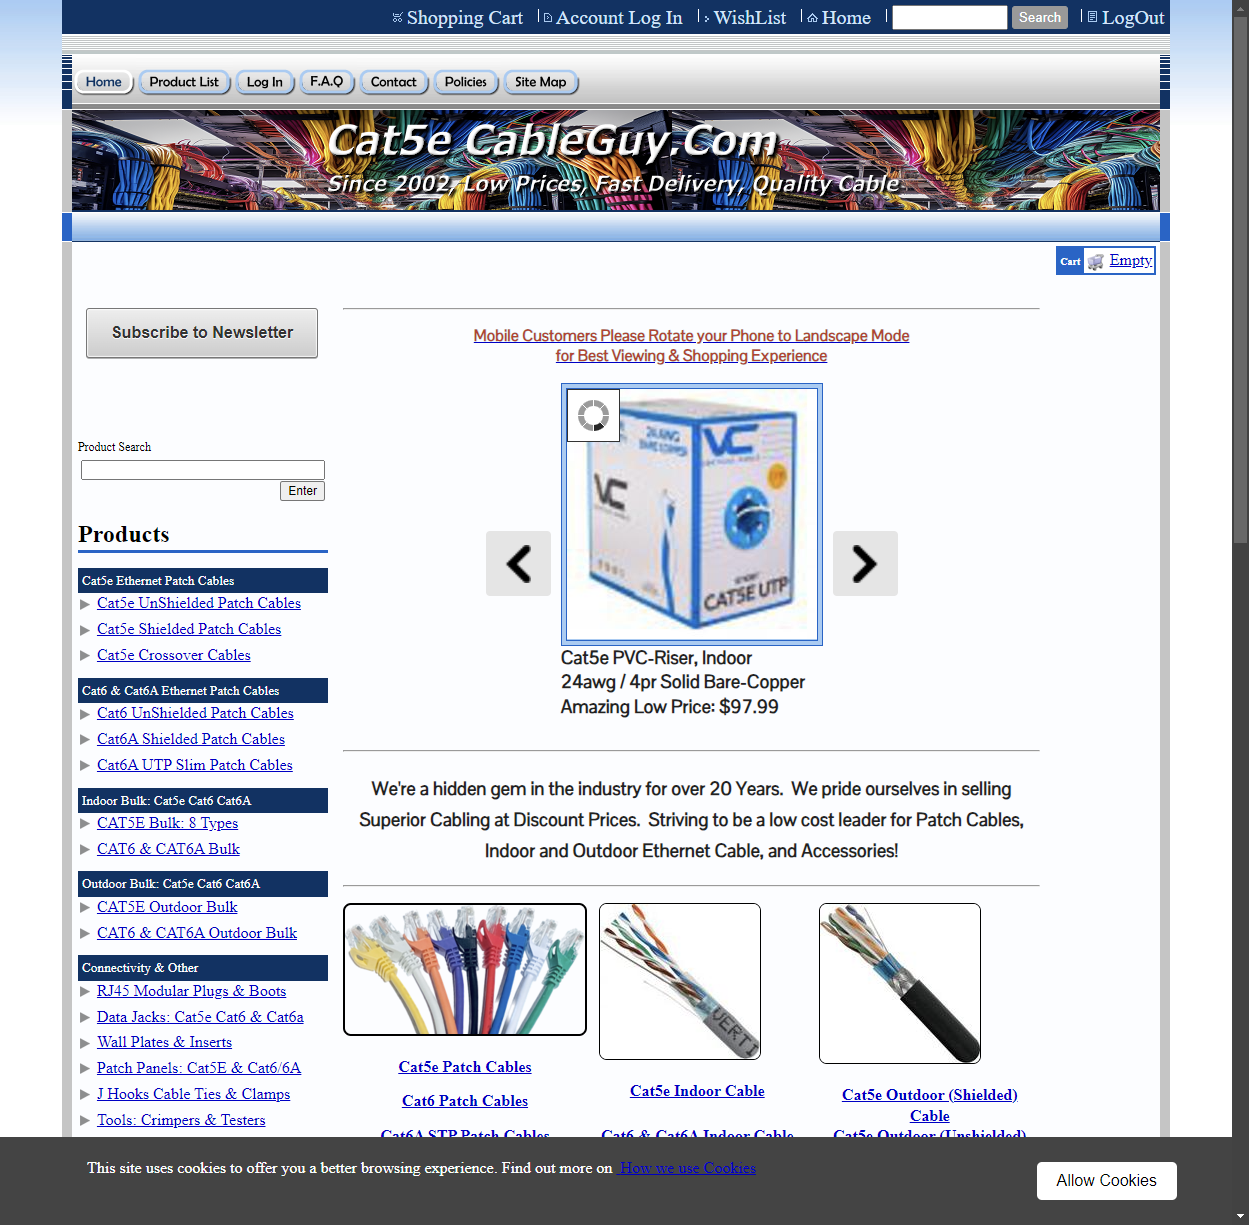 Shopping Cart
Account Log In
WishList
Home
Search
LogOut
Home
Product List
Log In
F.A.Q
Contact
Policies
Site Map
Cat5e CableGuy.Com
Since 2002, Low Prices, Fast Delivery, Quality Cable
Cart
Empty
Subscribe to Newsletter
Product Search
Enter
Products
Cat5e Ethernet Patch Cables
Cat5e UnShielded Patch Cables
Cat5e Shielded Patch Cables
Cat5e Crossover Cables
Cat6 & Cat6A Ethernet Patch Cables
Cat6 UnShielded Patch Cables
Cat6A Shielded Patch Cables
Cat6A UTP Slim Patch Cables
Indoor Bulk: Cat5e Cat6 Cat6A
CAT5E Bulk: 8 Types
CAT6 & CAT6A Bulk
Outdoor Bulk: Cat5e Cat6 Cat6A
CAT5E Outdoor Bulk
CAT6 & CAT6A Outdoor Bulk
Connectivity & Other
RJ45 Modular Plugs & Boots
Data Jacks: Cat5e Cat6 & Cat6a
Wall Plates & Inserts
Patch Panels: Cat5E & Cat6/6A
J Hooks Cable Ties & Clamps
Tools: Crimpers & Testers
Mobile Customers Please Rotate your Phone to Landscape Mode
for Best Viewing & Shopping Experience
24 AWG
BARE COPPER
VC
VC
CAT5E UTP
Cat5e PVC-Riser, Indoor
24awg / 4pr Solid Bare-Copper
Amazing Low Price: $97.99
We're a hidden gem in the industry for over 20 Years. We pride ourselves in selling
Superior Cabling at Discount Prices. Striving to be a low cost leader for Patch Cables,
Indoor and Outdoor Ethernet Cable, and Accessories!
VERTI
Cat5e Patch Cables
Cat6 Patch Cables
Cat6A STP Patch Cables
Cat5e Indoor Cable
Cat6 & Cat6A Indoor Cable
Cat5e Outdoor (Shielded)
Cable
Cat5e Outdoor (Unshielded)
This site uses cookies to offer you a better browsing experience. Find out more on How we use Cookies
Allow Cookies